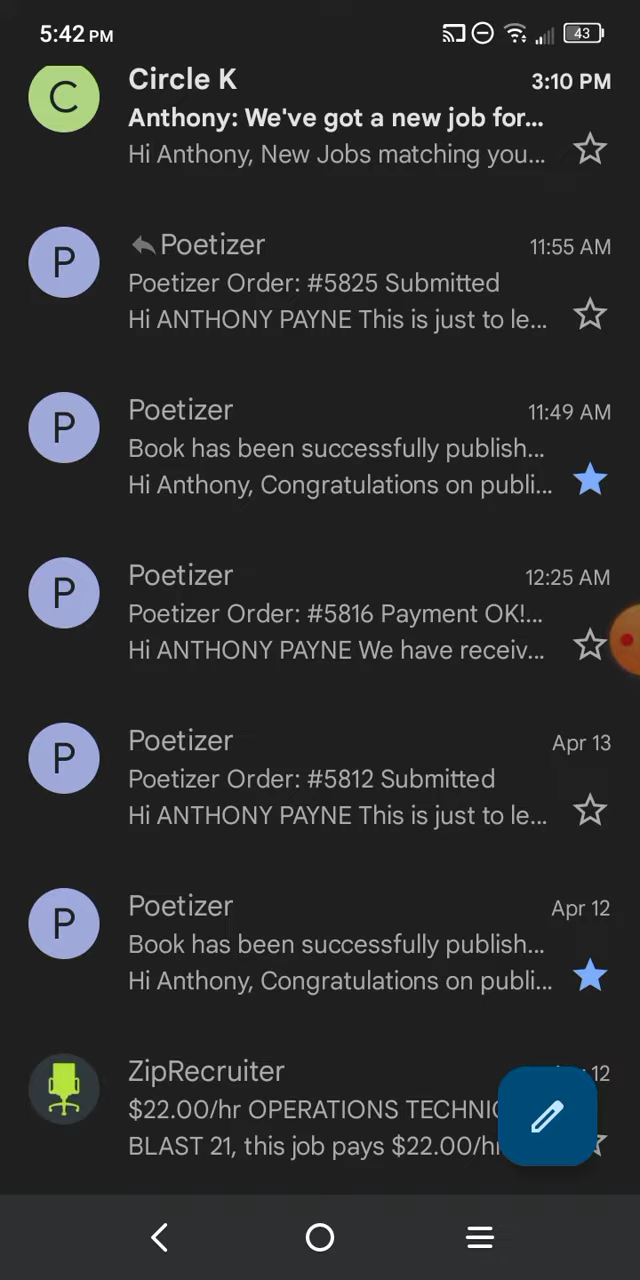 5:42 PM
43
C
Circle K
3:10 PM
Anthony: We've got a new job for...
Hi Anthony, New Jobs matching you...
P
Poetizer
11:55 AM
Poetizer Order: #5825 Submitted
Hi ANTHONY PAYNE This is just to le...
P
Poetizer
11:49 AM
Book has been successfully publish...
Hi Anthony, Congratulations on publi...
P
Poetizer
12:25 AM
Poetizer Order: #5816 Payment OK!...
Hi ANTHONY PAYNE We have receiv...
P
Poetizer
Apr 13
Poetizer Order: #5812 Submitted
Hi ANTHONY PAYNE This is just to le...
P
Poetizer
Apr 12
Book has been successfully publish...
Hi Anthony, Congratulations on publi...
ZipRecruiter
12
$22.00/hr OPERATIONS TECHNIC
BLAST 21, this job pays $22.00/hr